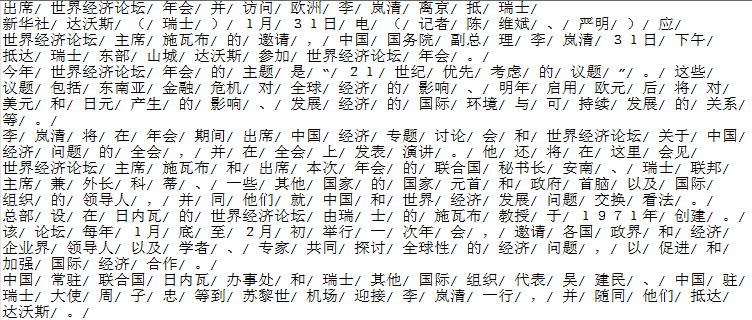 出席/ 世界经济论坛/ 年会/ 并/ 访问/ 欧洲/ 李/ 岚清/ 离京/ 抵/ 瑞士/
新华社/ 达沃斯/ （/ 瑞士/ ）/ 1月/ 31日/ 电/ （/ 记者/ 陈/ 维斌/ 、/ 严明/ ）/ 应/
世界经济论坛/ 主席/ 施瓦布/ 的/ 邀请/ ，/ 中国/ 国务院/ 副总/ 理/ 李/ 岚清/ 31日/ 下午/
抵达/ 瑞士/ 东部/ 山城/ 达沃斯/ 参加/ 世界经济论坛/ 年会/ 。/
今年/ 世界经济论坛/ 年会/ 的/ 主题/ 是/ “/ 21/ 世纪/ 优先/ 考虑/ 的/ 议题/ ”/ 。/ 这些/
议题/ 包括/ 东南亚/ 金融/ 危机/ 对/ 全球/ 经济/ 的/ 影响/ 、/ 明年/ 启用/ 欧元/ 后/ 将/ 对/
美元/ 和/ 日元/ 产生/ 的/ 影响/ 、/ 发展/ 经济/ 的/ 国际/ 环境/ 与/ 可/ 持续/ 发展/ 的/ 关系/
等/ 。/
李/ 岚清/ 将/ 在/ 年会/ 期间/ 出席/ 中国/ 经济/ 专题/ 讨论/ 会/ 和/ 世界经济论坛/ 关于/ 中国/
经济/ 问题/ 的/ 全会/ ，/ 并/ 在/ 全会/ 上/ 发表/ 演讲/ 。/ 他/ 还/ 将/ 在/ 这里/ 会见/
世界经济论坛/ 主席/ 施瓦布/ 和/ 出席/ 本次/ 年会/ 的/ 联合国/ 秘书长/ 安南/ 、/ 瑞士/ 联邦/
主席/ 兼/ 外长/ 科/ 蒂/ 、/ 一些/ 其他/ 国家/ 的/ 国家/ 元首/ 和/ 政府/ 首脑/ 以及/ 国际/
组织/ 的/ 领导人/ ，/ 并/ 同/ 他们/ 就/ 中国/ 和/ 世界/ 经济/ 发展/ 问题/ 交换/ 看法/ 。/
总部/ 设/ 在/ 日内瓦/ 的/ 世界经济论坛/ 由瑞/ 士/ 的/ 施瓦布/ 教授/ 于/ 1971年/ 创建/ 。/
该/ 论坛/ 每年/ 1月/ 底/ 至/ 2月/ 初/ 举行/ 一/ 次年/ 会/ ，/ 邀请/ 各国/ 政界/ 和/ 经济/
企业界/ 领导人/ 以及/ 学者/ 、/ 专家/ 共同/ 探讨/ 全球性/ 的/ 经济/ 问题/ ，/ 以/ 促进/ 和/
加强/ 国际/ 经济/ 合作/ 。/
中国/ 常驻/ 联合国/ 日内瓦/ 办事处/ 和/ 瑞士/ 其他/ 国际/ 组织/ 代表/ 吴/ 建民/ 、/ 中国/ 驻/
瑞士/ 大使/ 周/ 子/ 忠/ 等到/ 苏黎世/ 机场/ 迎接/ 李/ 岚清/ 一行/ ，/ 并/ 随同/ 他们/ 抵达/
达沃斯/ 。/